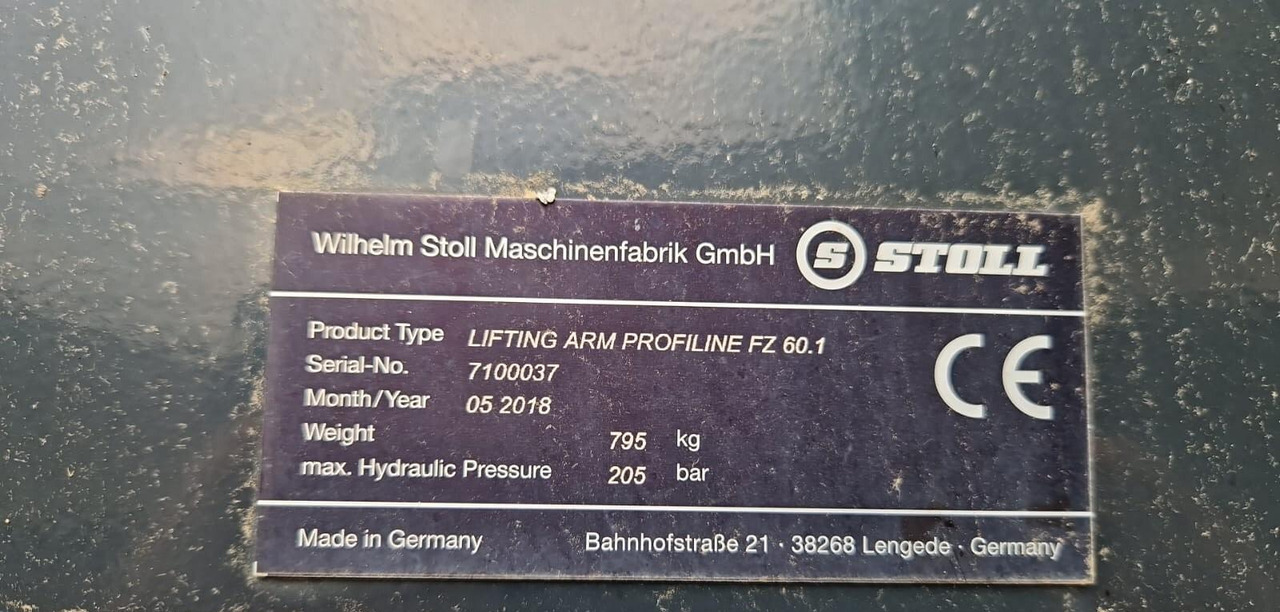 Wilhelm Stoll Maschinenfabrik GmbH S STOLL
Product Type LIFTING ARM PROFILINE FZ 60.1
Serial-No. 7100037
Month/Year 05 2018
Weight 795 kg
max. Hydraulic Pressure 205 bar
CE
Made in Germany Bahnhofstraße 21 · 38268 Lengede · Germany